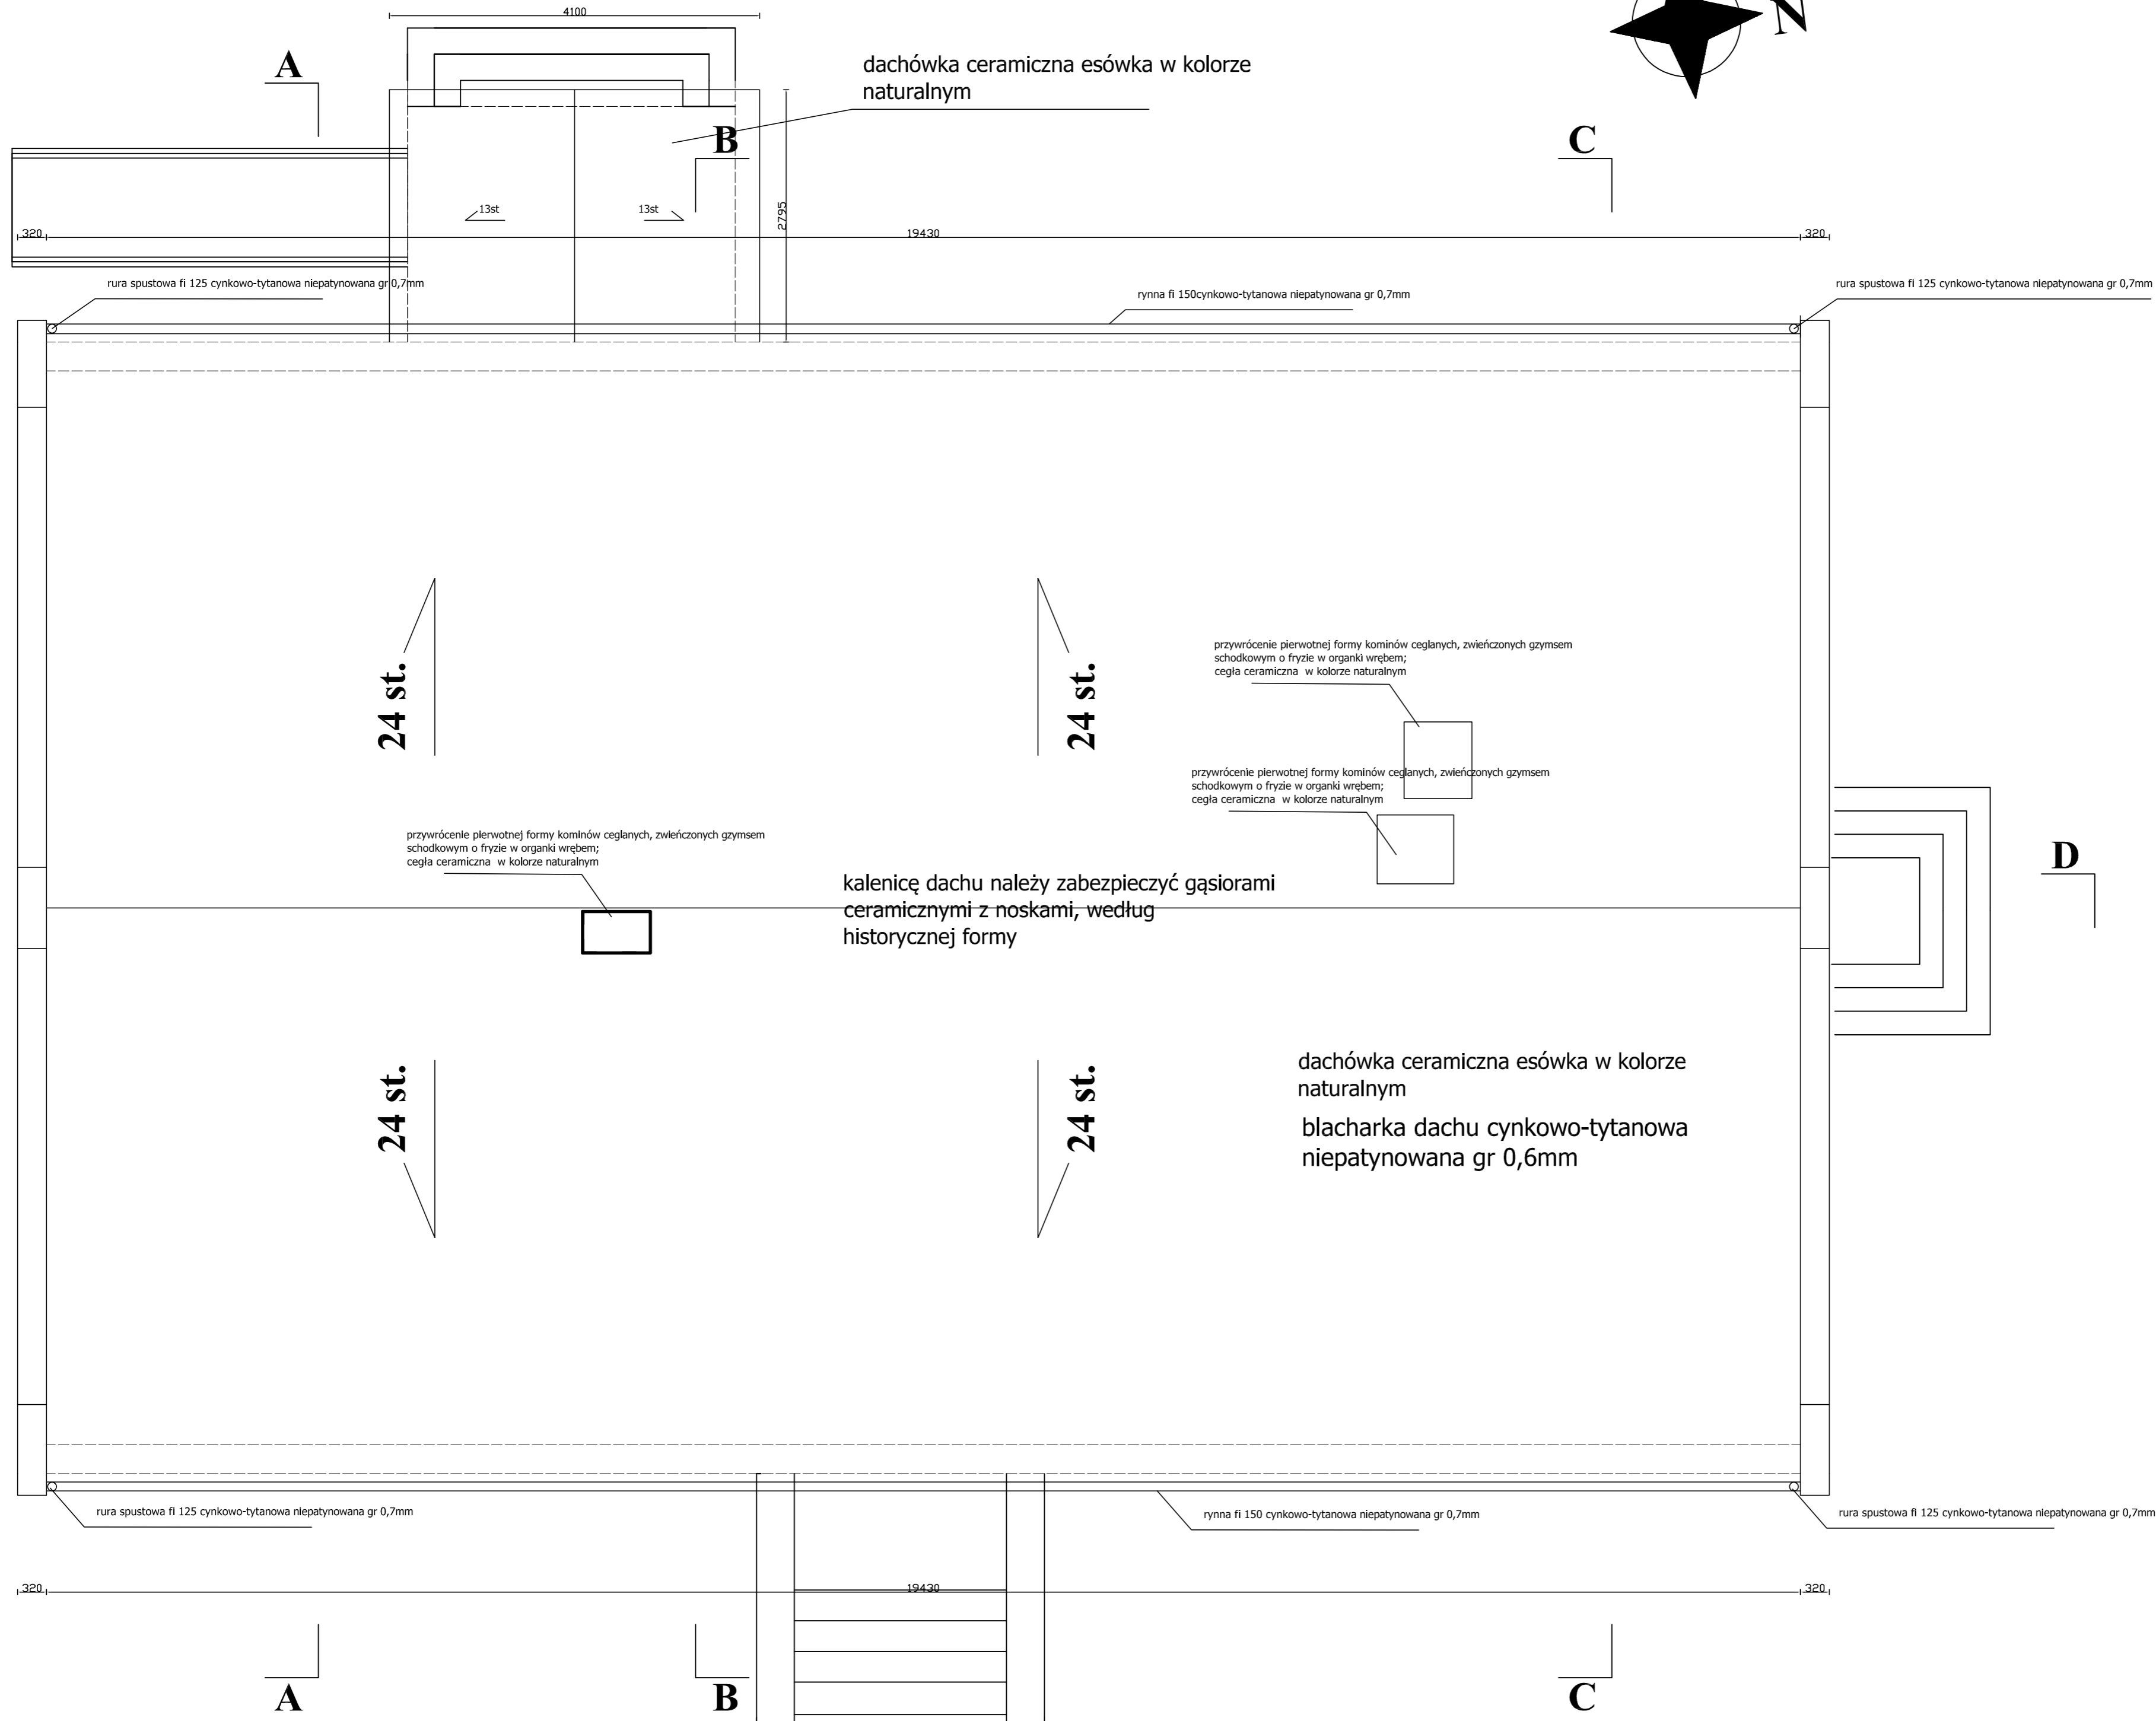 4100
N
A
dachówka ceramiczna esówka w kolorze
naturalnym
B
C
13st
13st
2795
320
19430
320
rura spustowa fi 125 cynkowo-tytanowa niepatynowana gr 0,7mm
rynna fi 150cynkowo-tytanowa niepatynowana gr 0,7mm
rura spustowa fi 125 cynkowo-tytanowa niepatynowana gr 0,7mm
24 st.
24 st.
przywrócenie pierwotnej formy kominów ceglanych, zwieńczonych gzymsem
schodkowym o fryzie w organki wrębem;
cegła ceramiczna w kolorze naturalnym
przywrócenie pierwotnej formy kominów ceglanych, zwieńczonych gzymsem
schodkowym o fryzie w organki wrębem;
cegła ceramiczna w kolorze naturalnym
przywrócenie pierwotnej formy kominów ceglanych, zwieńczonych gzymsem
schodkowym o fryzie w organki wrębem;
cegła ceramiczna w kolorze naturalnym
D
kalenicę dachu należy zabezpieczyć gąsiorami
ceramicznymi z noskami, według
historycznej formy
24 st.
24 st.
dachówka ceramiczna esówka w kolorze
naturalnym
blacharka dachu cynkowo-tytanowa
niepatynowana gr 0,6mm
rura spustowa fi 125 cynkowo-tytanowa niepatynowana gr 0,7mm
rynna fi 150 cynkowo-tytanowa niepatynowana gr 0,7mm
rura spustowa fi 125 cynkowo-tytanowa niepatynowana gr 0,7mm
320
19430
320
A
B
C